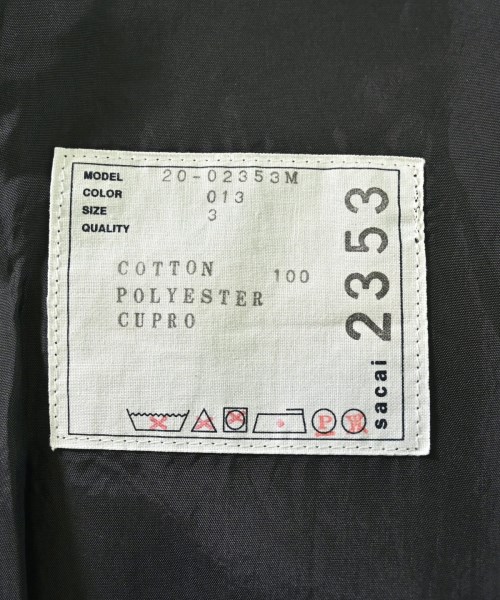 MODEL 20-02353M
COLOR 013
SIZE 3
QUALITY
COTTON 100
POLYESTER
CUPRO
P W
sacai 2353